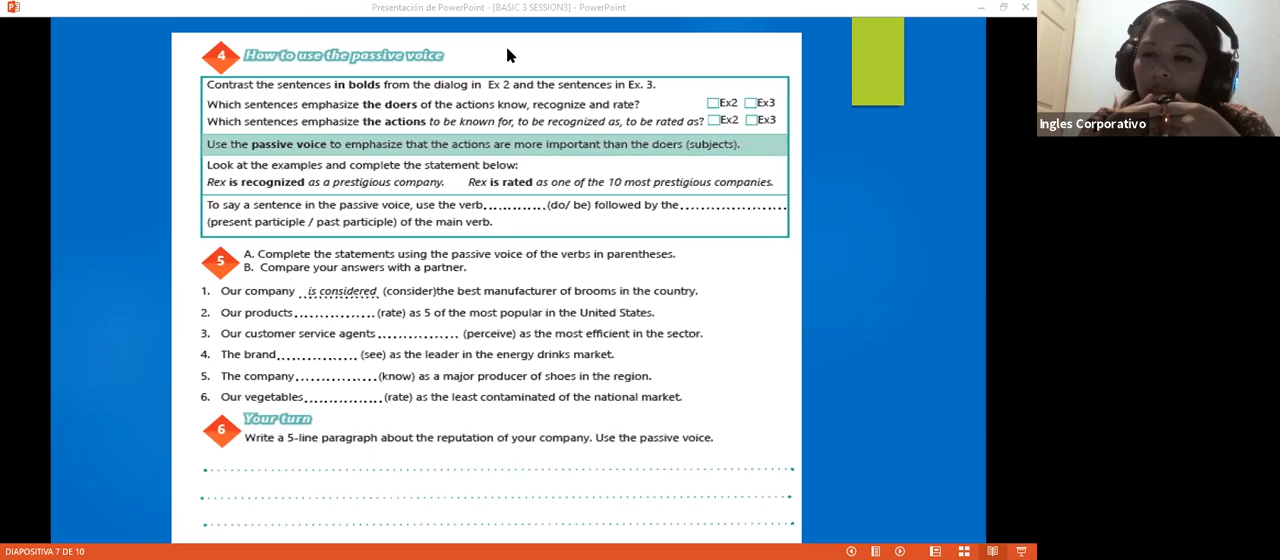 Presentación de PowerPoint - [BASIC 3 SESSION3] - PowerPoint
4 How to use the passive voice
Contrast the sentences in bolds from the dialog in Ex 2 and the sentences in Ex. 3.
Which sentences emphasize the doers of the actions know, recognize and rate? Ex2 Ex3
Which sentences emphasize the actions to be known for, to be recognized as, to be rated as? Ex2 Ex3
Use the passive voice to emphasize that the actions are more important than the doers (subjects).
Look at the examples and complete the statement below:
Rex is recognized as a prestigious company. Rex is rated as one of the 10 most prestigious companies.
To say a sentence in the passive voice, use the verb............(do/ be) followed by the....................
(present participle / past participle) of the main verb.
5 A. Complete the statements using the passive voice of the verbs in parentheses.
B. Compare your answers with a partner.
1. Our company is considered (consider)the best manufacturer of brooms in the country.
2. Our products............... (rate) as 5 of the most popular in the United States.
3. Our customer service agents ............... (perceive) as the most efficient in the sector.
4. The brand............... (see) as the leader in the energy drinks market.
5. The company...............(know) as a major producer of shoes in the region.
6. Our vegetables...............(rate) as the least contaminated of the national market.
6 Your turn
Write a 5-line paragraph about the reputation of your company. Use the passive voice.
Ingles Corporativo
DIAPOSITIVA 7 DE 10